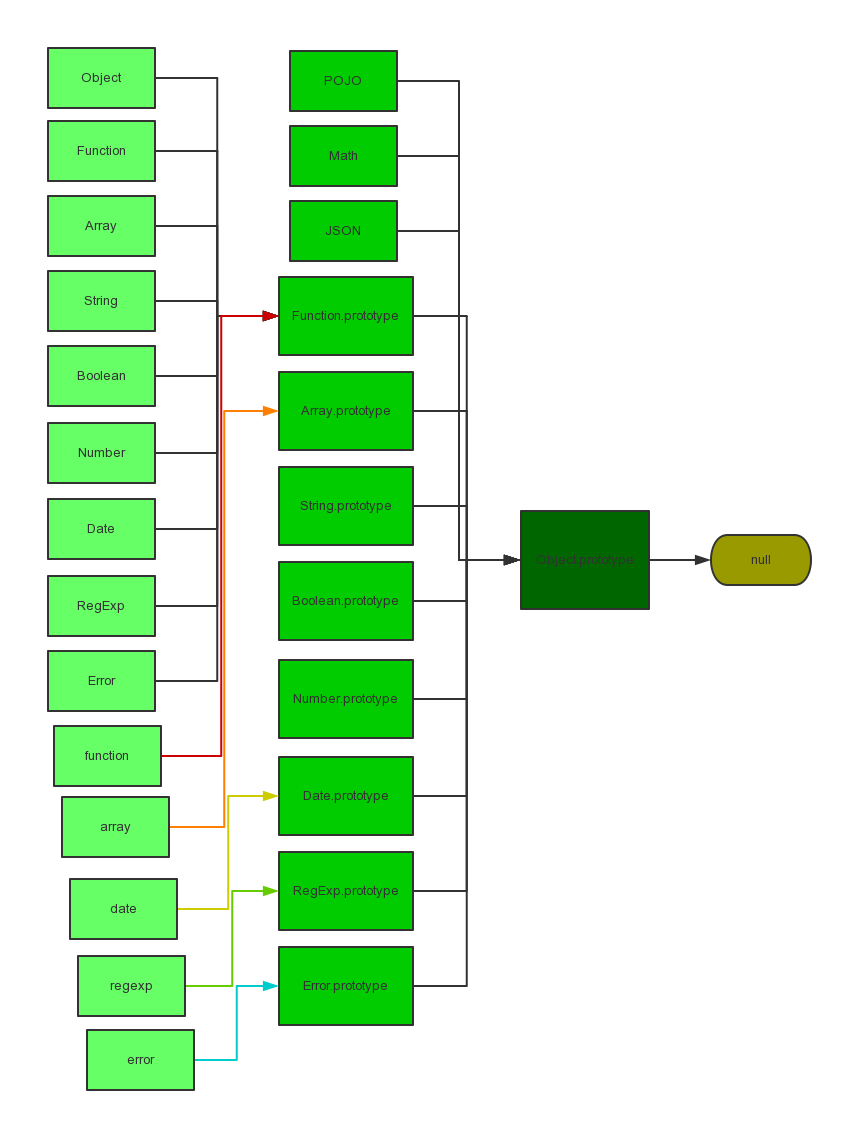 Object
Function
Array
String
Boolean
Number
Date
RegExp
Error
function
array
date
regexp
error
POJO
Math
JSON
Function.prototype
Array.prototype
String.prototype
Boolean.prototype
Number.prototype
Date.prototype
RegExp.prototype
Error.prototype
Object.prototype
null